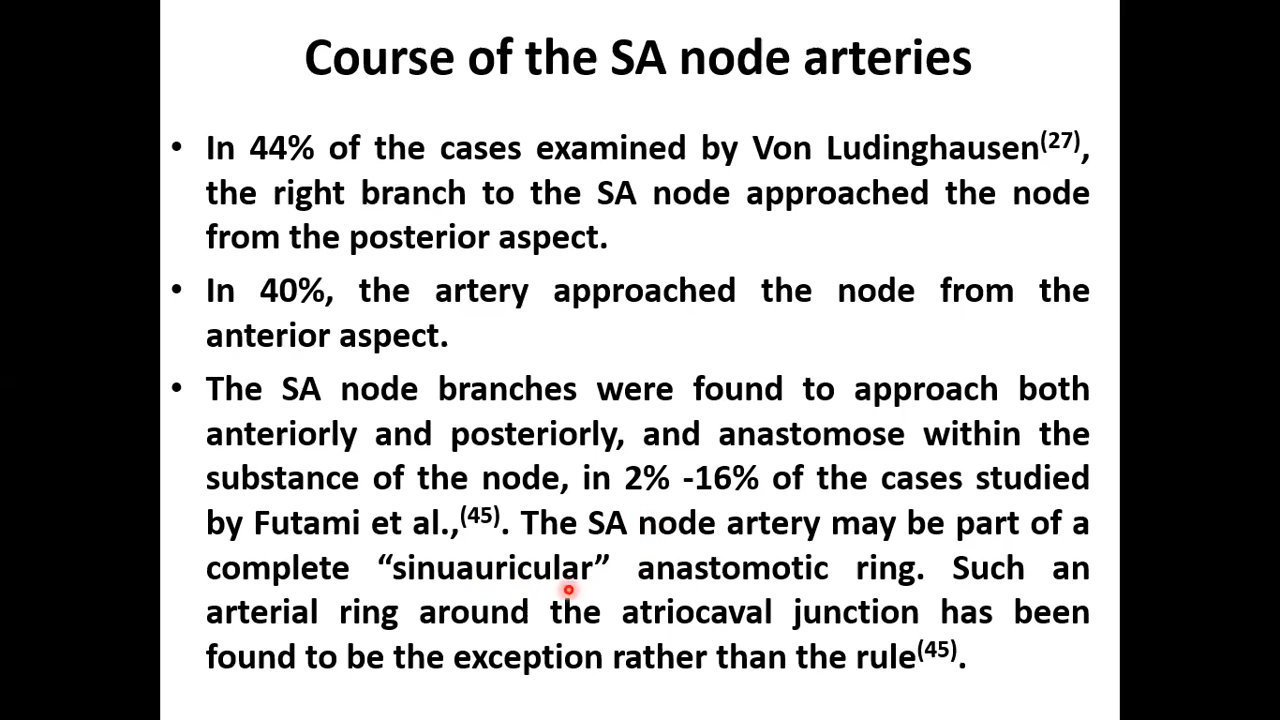 Course of the SA node arteries
• In 44% of the cases examined by Von Ludinghausen(27),
the right branch to the SA node approached the node
from the posterior aspect.
• In 40%, the artery approached the node from the
anterior aspect.
• The SA node branches were found to approach both
anteriorly and posteriorly, and anastomose within the
substance of the node, in 2% -16% of the cases studied
by Futami et al.,(45). The SA node artery may be part of a
complete “sinuauricular” anastomotic ring. Such an
arterial ring around the atriocaval junction has been
found to be the exception rather than the rule(45).